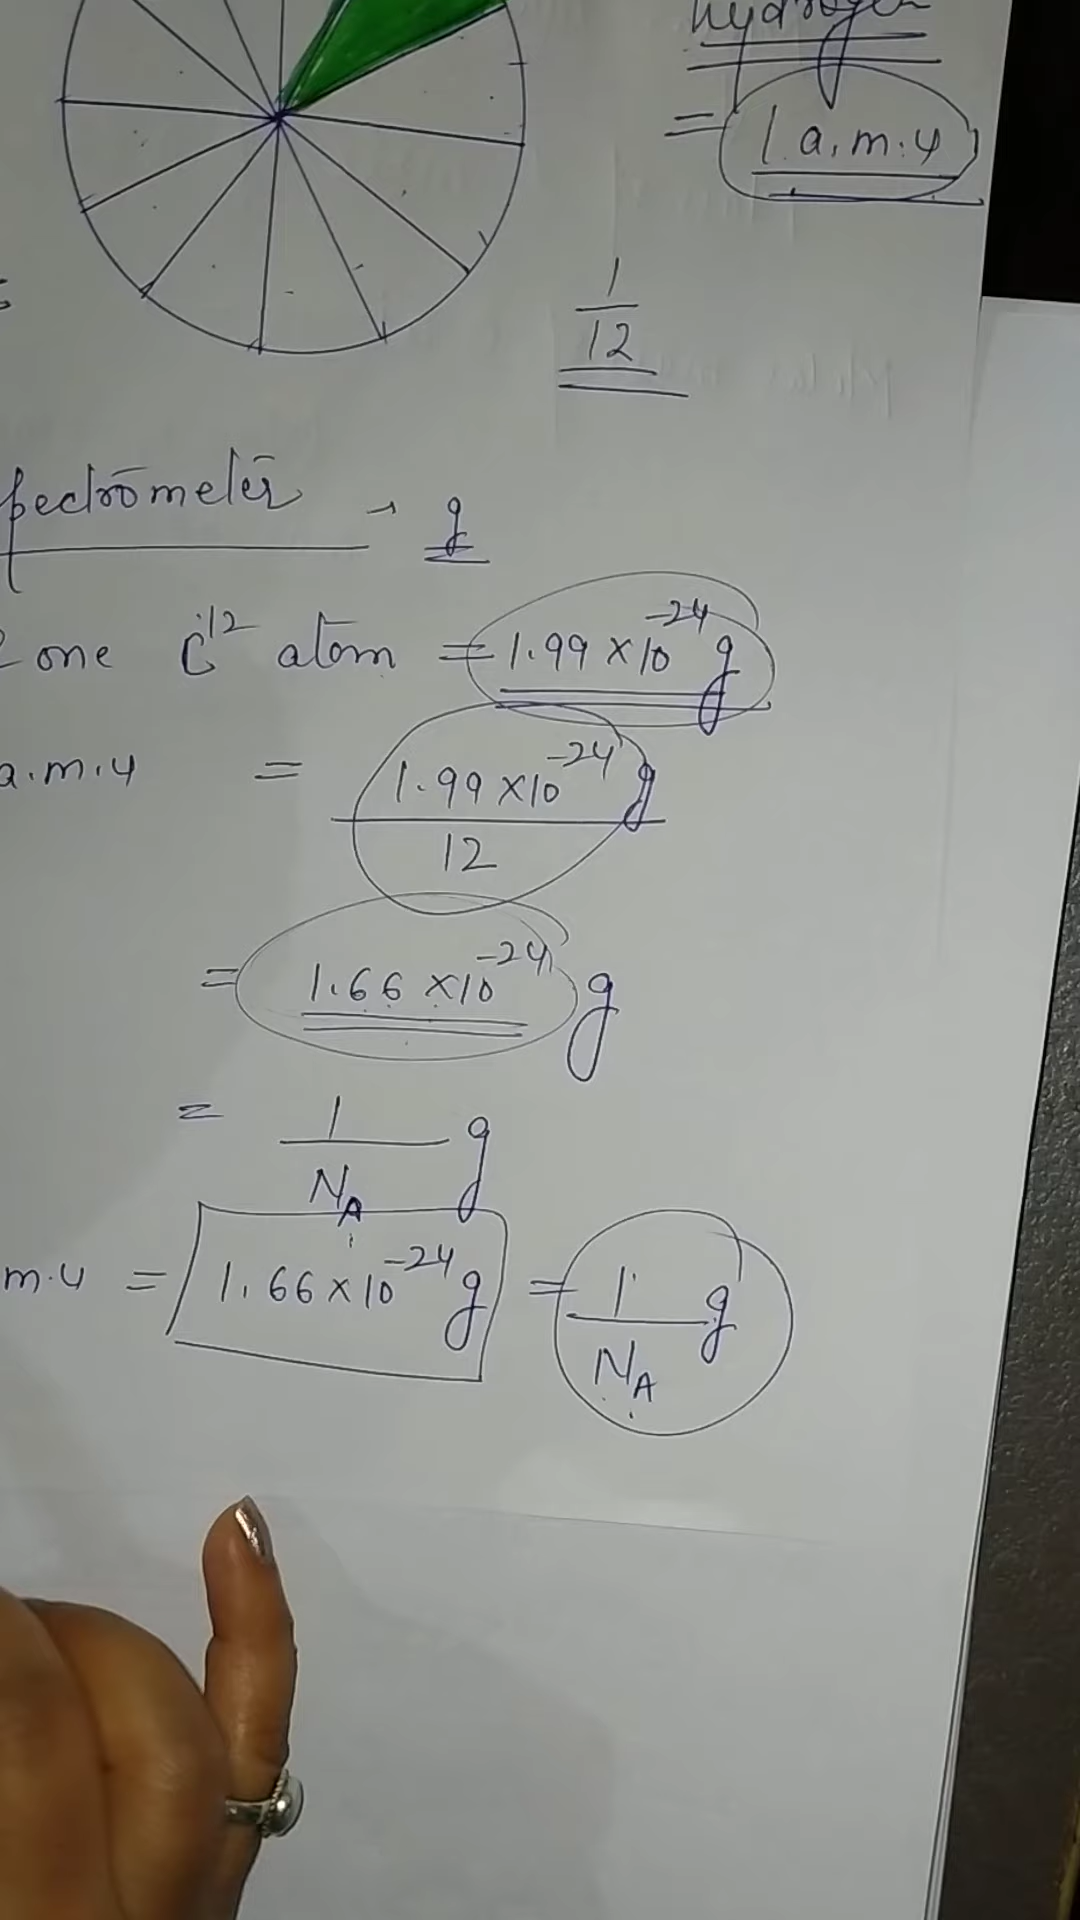 hydrogen
= 1 a.m.u
1
12
pectrometer → g
one C¹² atom = 1.99 × 10⁻²⁴ g
a.m.u = 1.99 × 10⁻²⁴ g
12
= 1.66 × 10⁻²⁴ g
= 1 g
N_A
m.u = 1.66 × 10⁻²⁴ g = 1 g
N_A